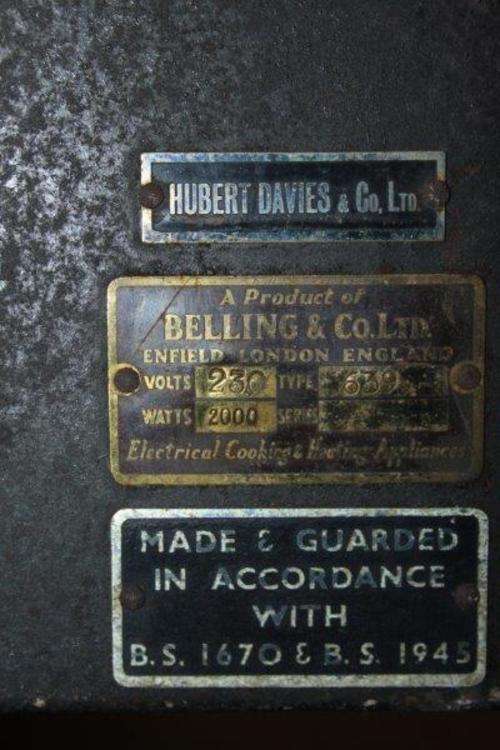 HUBERT DAVIES & Co, LTD.
A Product of
BELLING & CO. LTD.
ENFIELD, LONDON ENGLAND
VOLTS 230 TYPE
WATTS 2000 SERIES
Electrical Cooking & Heating Appliances
MADE & GUARDED
IN ACCORDANCE
WITH
B.S. 1670 & B.S. 1945